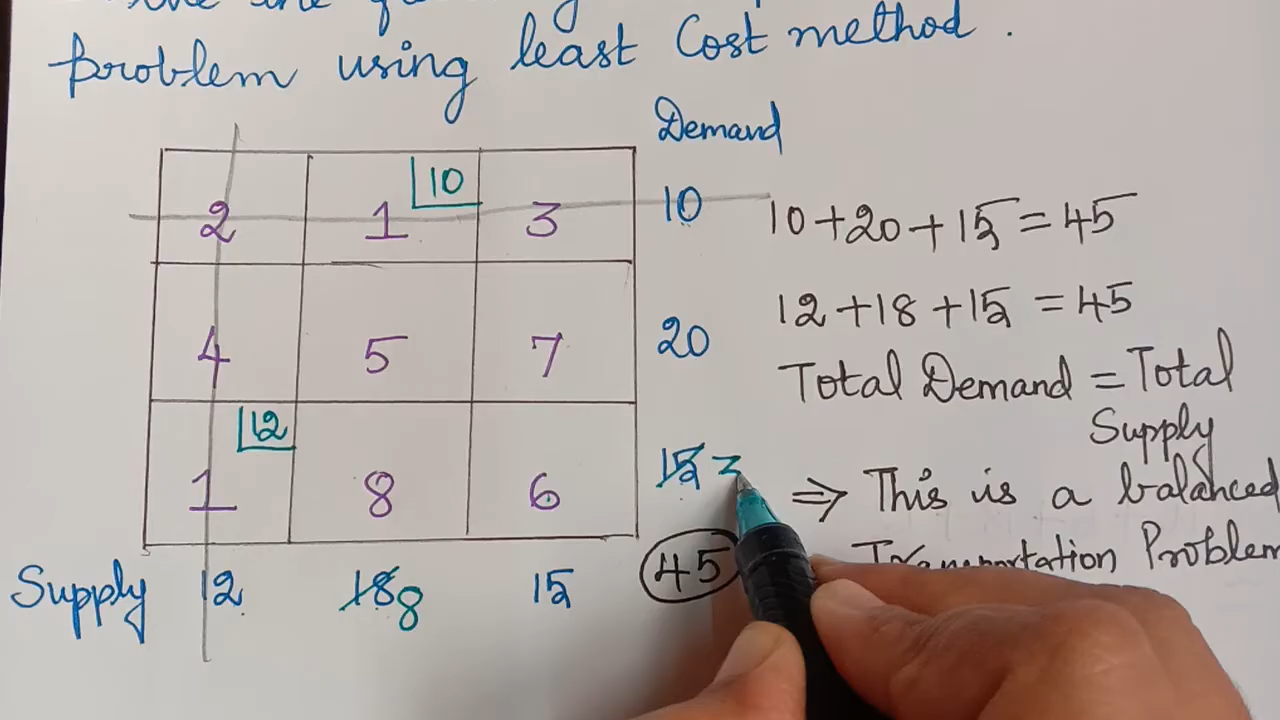 problem using least Cost method.
Demand
2 1 10 3 10
10+20+15=45
4 5 7 20
12+18+15=45
Total Demand = Total
Supply
12
1 8 6 15 3
⇒ This is a balanced
Transportation Problem
45
Supply 12 18 8 15